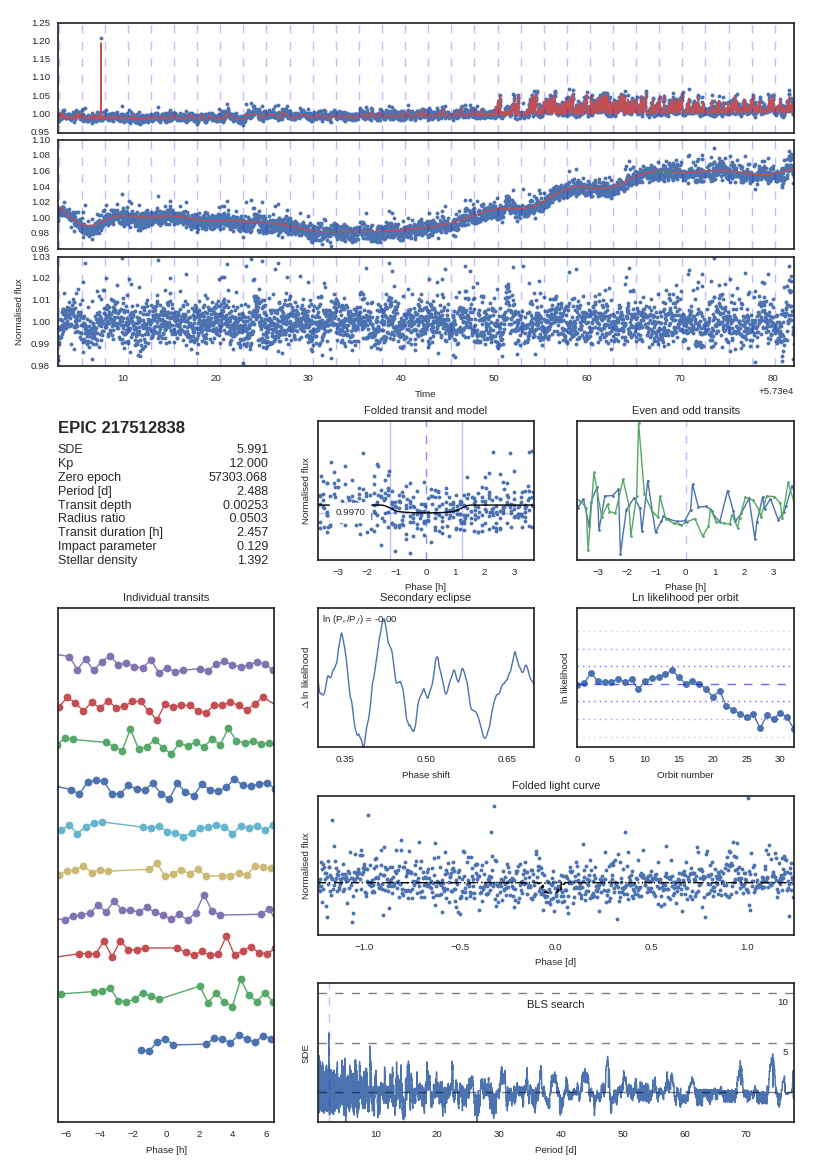 1.25
1.20
1.15
1.10
1.05
1.00
0.95
1.10
1.08
1.06
1.04
1.02
1.00
0.98
0.96
1.03
1.02
1.01
1.00
0.99
0.98
Normalised flux
10 20 30 40 50 60 70 80
Time
+5.73e4
EPIC 217512838
SDE 5.991
Kp 12.000
Zero epoch 57303.068
Period [d] 2.488
Transit depth 0.00253
Radius ratio 0.0503
Transit duration [h] 2.457
Impact parameter 0.129
Stellar density 1.392
Folded transit and model
Normalised flux
0.9970
−3 −2 −1 0 1 2 3
Phase [h]
Even and odd transits
−3 −2 −1 0 1 2 3
Phase [h]
Individual transits
−6 −4 −2 0 2 4 6
Phase [h]
Secondary eclipse
ln (Pₑ/P𝑓) = -0.00
Δ ln likelihood
0.35 0.50 0.65
Phase shift
Ln likelihood per orbit
ln likelihood
0 5 10 15 20 25 30
Orbit number
Folded light curve
Normalised flux
−1.0 −0.5 0.0 0.5 1.0
Phase [d]
BLS search
10
5
SDE
10 20 30 40 50 60 70
Period [d]